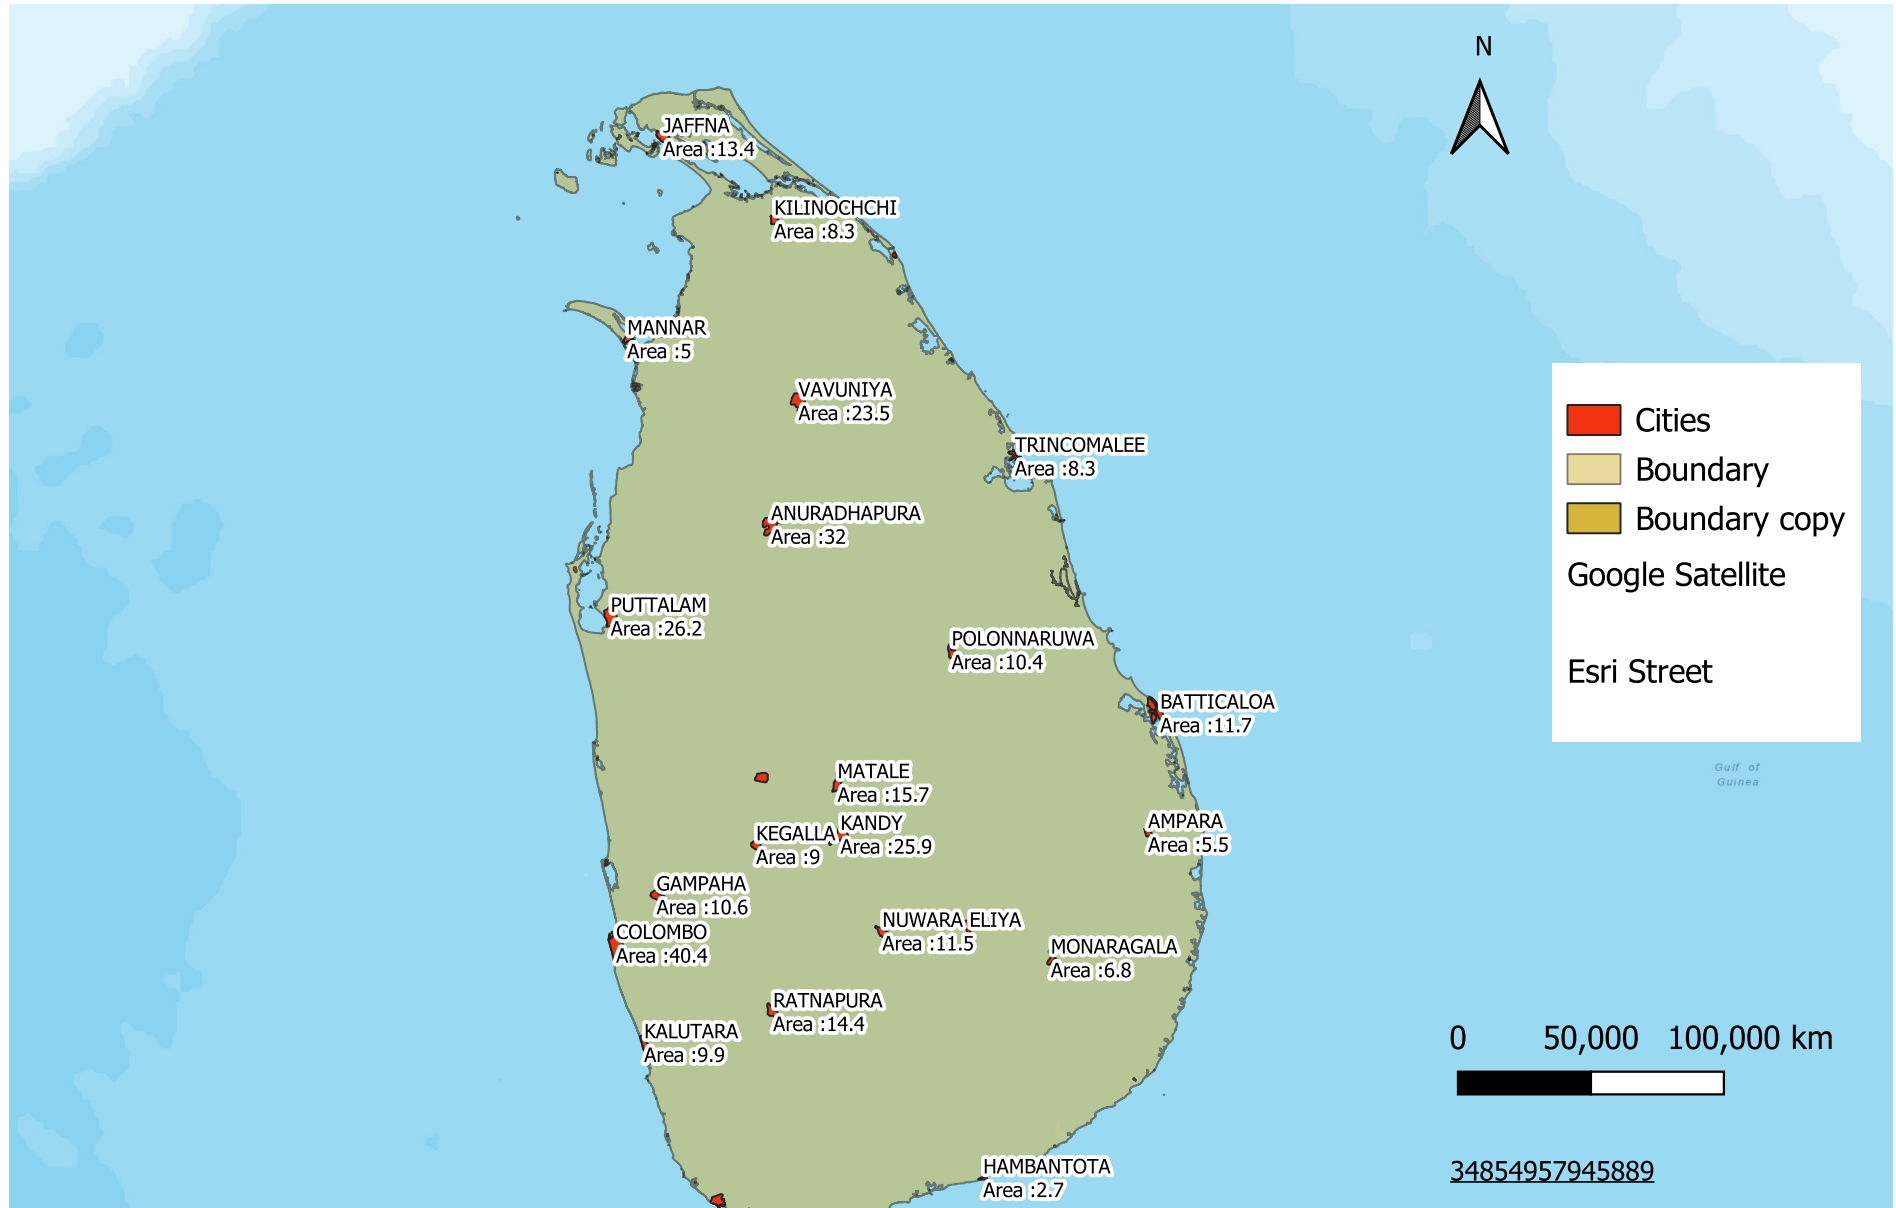 N
JAFFNA
Area :13.4
KILINOCHCHI
Area :8.3
MANNAR
Area :5
VAVUNIYA
Area :23.5
TRINCOMALEE
Area :8.3
ANURADHAPURA
Area :32
PUTTALAM
Area :26.2
POLONNARUWA
Area :10.4
BATTICALOA
Area :11.7
MATALE
Area :15.7
KANDY
Area :25.9
KEGALLA
Area :9
AMPARA
Area :5.5
GAMPAHA
Area :10.6
COLOMBO
Area :40.4
NUWARA ELIYA
Area :11.5
MONARAGALA
Area :6.8
RATNAPURA
Area :14.4
KALUTARA
Area :9.9
HAMBANTOTA
Area :2.7
Cities
Boundary
Boundary copy
Google Satellite
Esri Street
Gulf of
Guinea
0 50,000 100,000 km
34854957945889